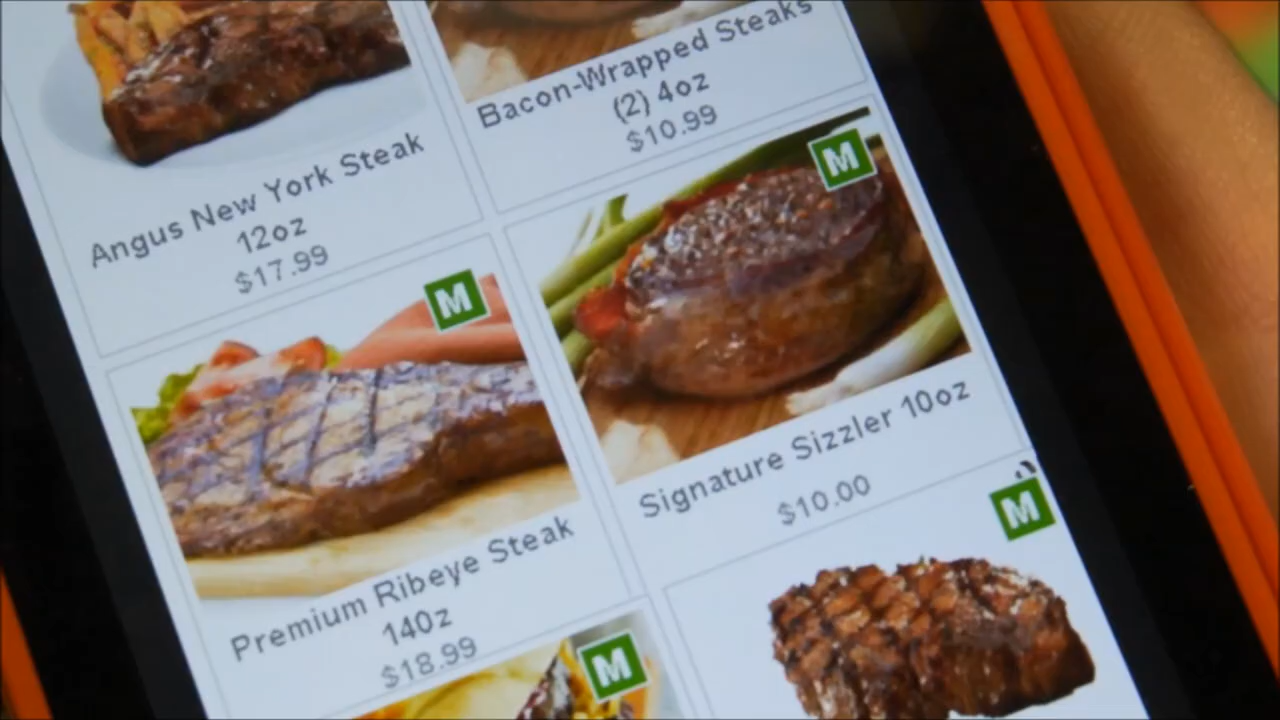 Bacon-Wrapped Steaks
(2) 4oz
$10.99
Angus New York Steak
12oz
$17.99
M
M
Signature Sizzler 10oz
$10.00
Premium Ribeye Steak
14oz
$18.99
M
M